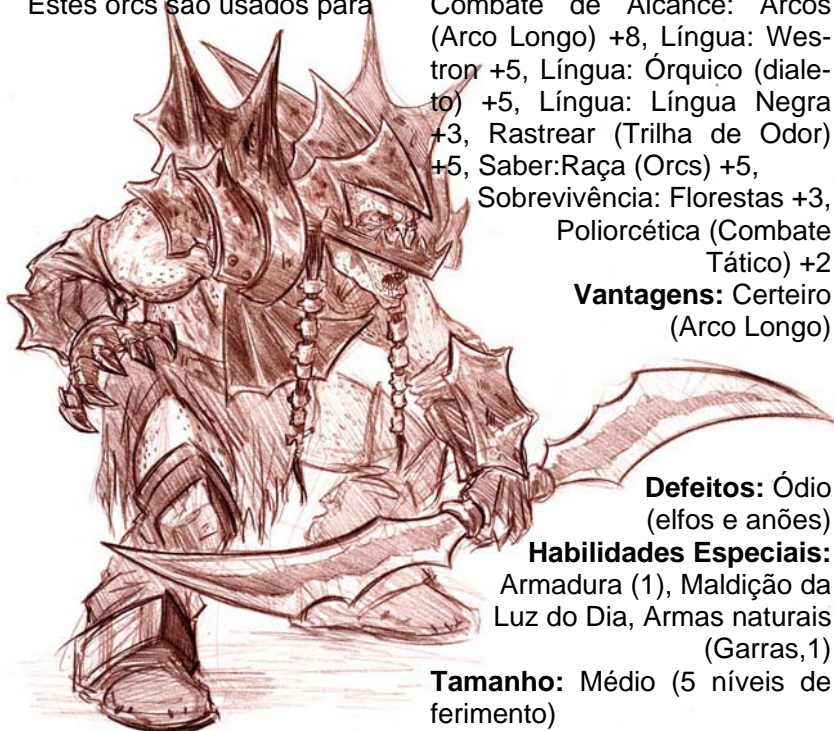 Estes orcs são usados para
Combate de Alcance: Arcos
(Arco Longo) +8, Língua: Wes-
tron +5, Língua: Órquico (diale-
to) +5, Língua: Língua Negra
+3, Rastrear (Trilha de Odor)
+5, Saber:Raça (Orcs) +5,
Sobrevivência: Florestas +3,
Poliorcética (Combate
Tático) +2
Vantagens: Certeiro
(Arco Longo)
Defeitos: Ódio
(elfos e anões)
Habilidades Especiais:
Armadura (1), Maldição da
Luz do Dia, Armas naturais
(Garras,1)
Tamanho: Médio (5 níveis de
ferimento)